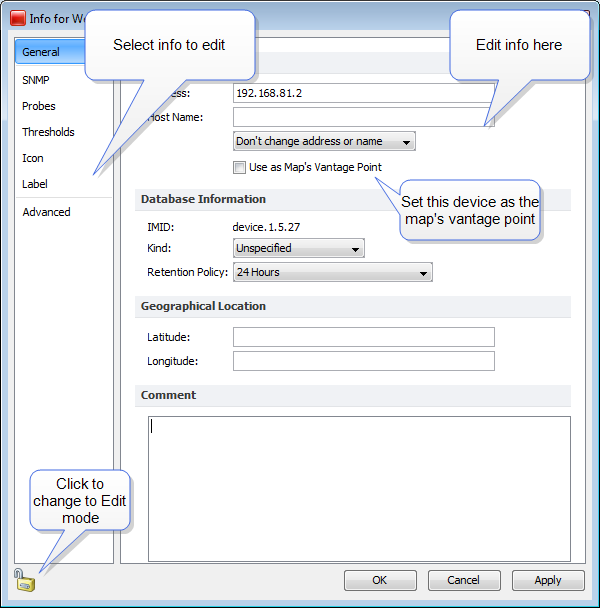 Info for
Select info to edit
Edit info here
General
SNMP
Probes
Thresholds
Icon
Label
Advanced
192.168.81.2
Host Name:
Don't change address or name
Use as Map's Vantage Point
Set this device as the
map's vantage point
Database Information
IMID: device.1.5.27
Kind: Unspecified
Retention Policy: 24 Hours
Geographical Location
Latitude:
Longitude:
Comment
Click to
change to Edit
mode
OK Cancel Apply